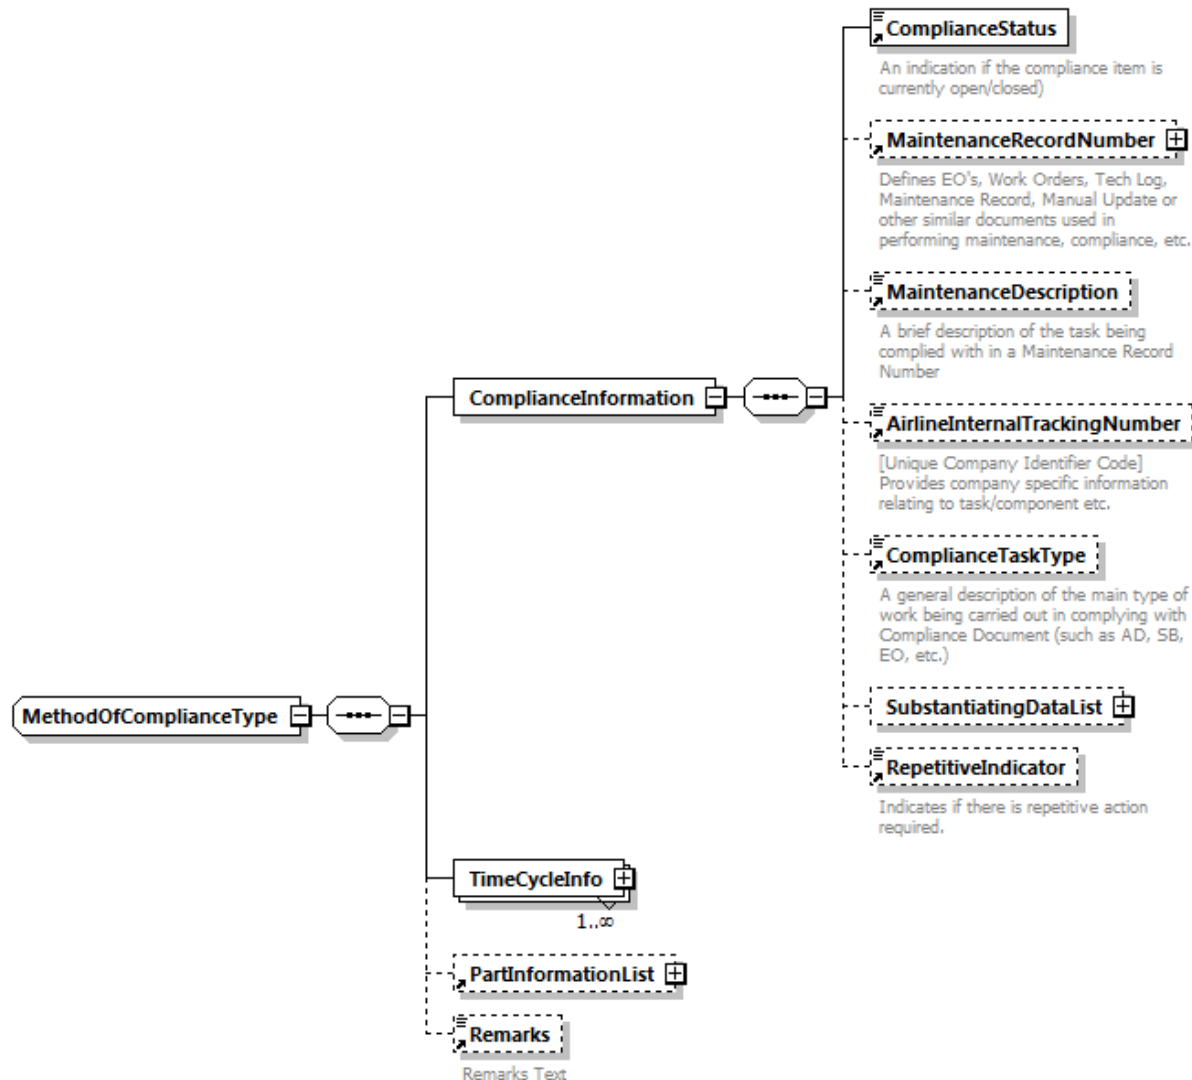 ComplianceStatus
An indication if the compliance item is
currently open/closed)
MaintenanceRecordNumber
Defines EO's, Work Orders, Tech Log,
Maintenance Record, Manual Update or
other similar documents used in
performing maintenance, compliance, etc.
MaintenanceDescription
A brief description of the task being
complied with in a Maintenance Record
Number
ComplianceInformation
AirlineInternalTrackingNumber
[Unique Company Identifier Code]
Provides company specific information
relating to task/component etc.
ComplianceTaskType
A general description of the main type of
work being carried out in complying with
Compliance Document (such as AD, SB,
EO, etc.)
MethodOfComplianceType
SubstantiatingDataList
RepetitiveIndicator
Indicates if there is repetitive action
required.
TimeCycleInfo
1..∞
PartInformationList
Remarks
Remarks Text